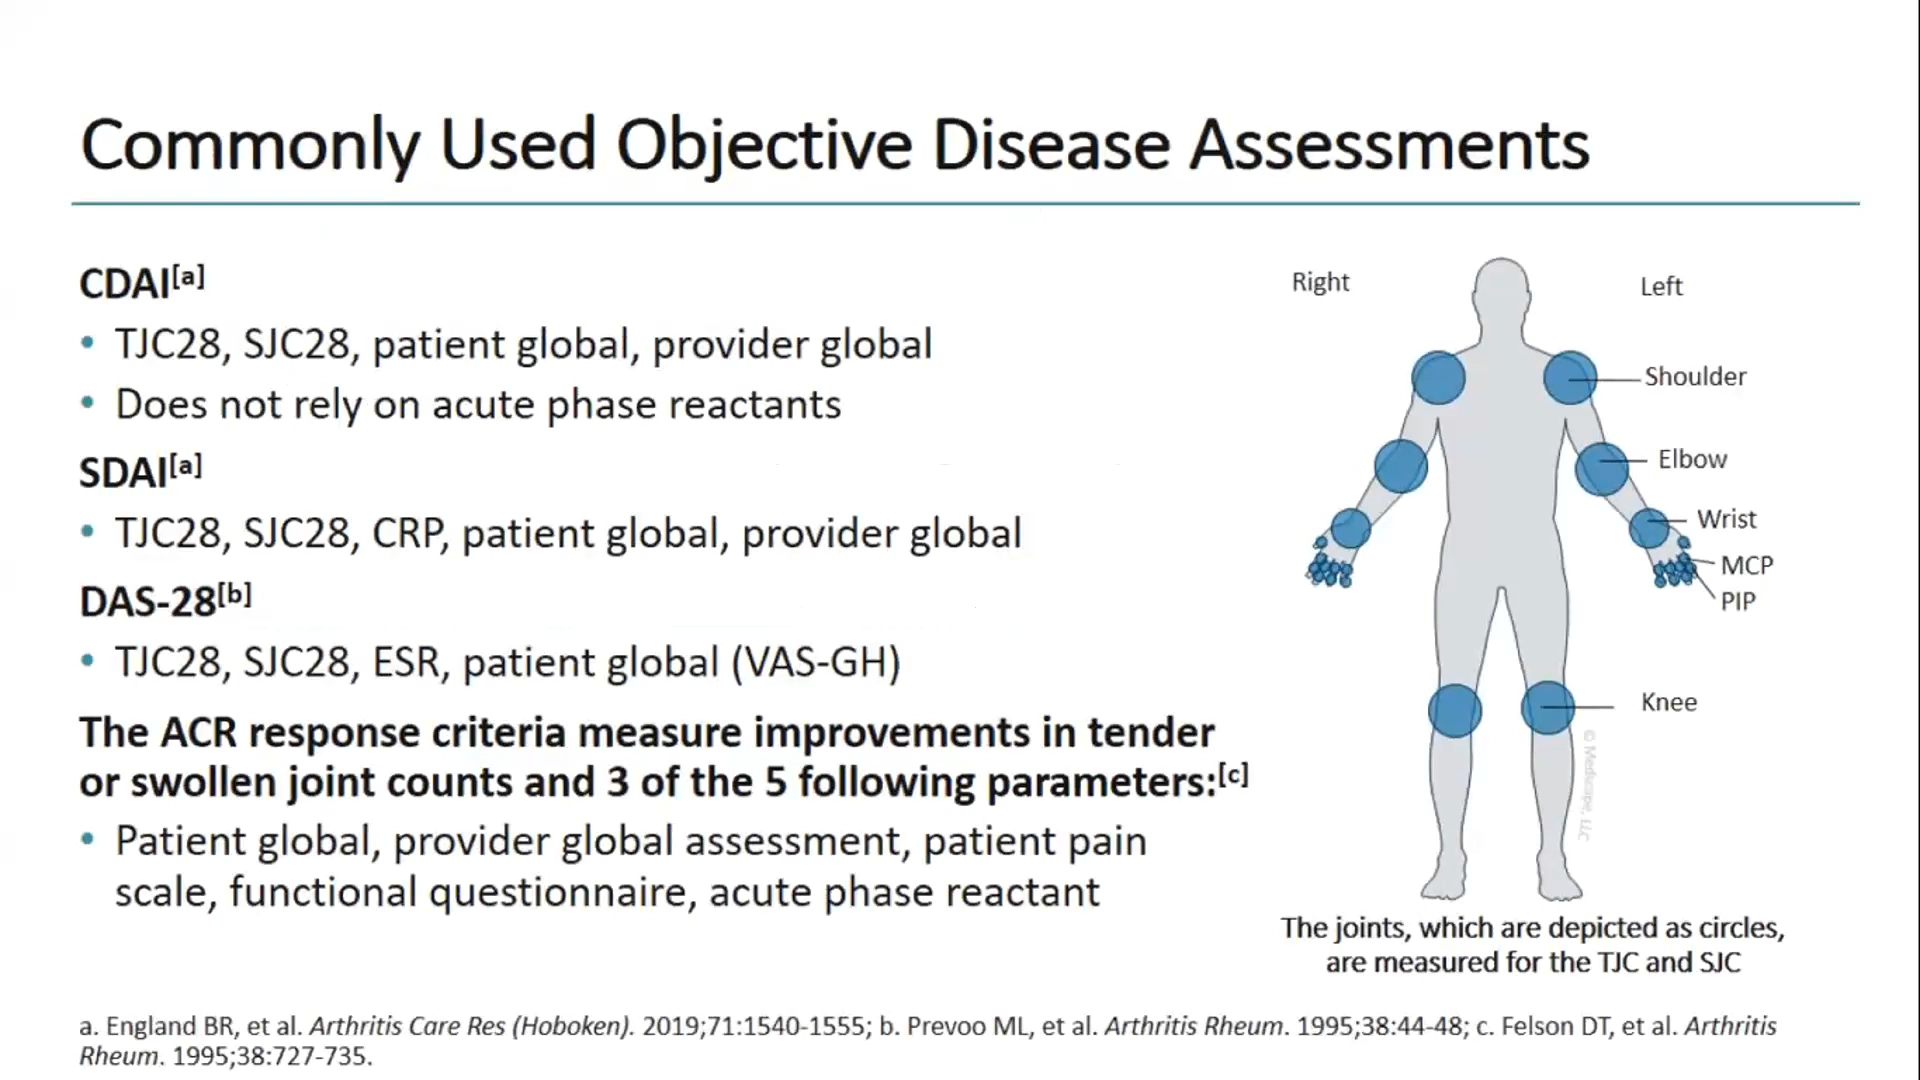 Commonly Used Objective Disease Assessments
CDAI[a]
• TJC28, SJC28, patient global, provider global
• Does not rely on acute phase reactants
SDAI[a]
• TJC28, SJC28, CRP, patient global, provider global
DAS-28[b]
• TJC28, SJC28, ESR, patient global (VAS-GH)
The ACR response criteria measure improvements in tender
or swollen joint counts and 3 of the 5 following parameters:[c]
• Patient global, provider global assessment, patient pain
scale, functional questionnaire, acute phase reactant
Right
Left
Shoulder
Elbow
Wrist
MCP
PIP
Knee
© Medscape, LLC
The joints, which are depicted as circles,
are measured for the TJC and SJC
a. England BR, et al. Arthritis Care Res (Hoboken). 2019;71:1540-1555; b. Prevoo ML, et al. Arthritis Rheum. 1995;38:44-48; c. Felson DT, et al. Arthritis
Rheum. 1995;38:727-735.